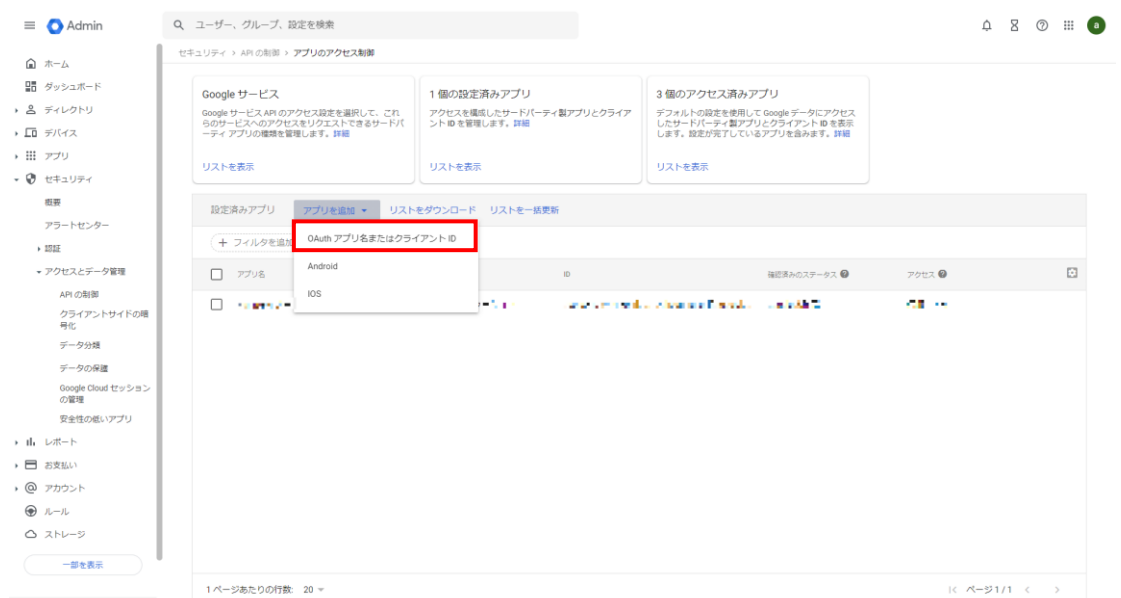 Admin
ユーザー、グループ、設定を検索
a
セキュリティ > API の制御 > アプリのアクセス制御
ホーム
ダッシュボード
ディレクトリ
デバイス
アプリ
セキュリティ
概要
アラートセンター
認証
アクセスとデータ管理
API の制御
クライアントサイドの暗
号化
データ分類
データの保護
Google Cloud セッション
の管理
安全性の低いアプリ
レポート
お支払い
アカウント
ルール
ストレージ
一部を表示
Google サービス
Google サービス API のアクセス設定を選択して、これ
らのサービスへのアクセスをリクエストできるサードパ
ーティ アプリの種類を管理します。詳細
リストを表示
1 個の設定済みアプリ
アクセスを構成したサードパーティ製アプリとクライア
ント ID を管理します。詳細
リストを表示
3 個のアクセス済みアプリ
デフォルトの設定を使用して Google データにアクセス
したサードパーティ製アプリとクライアント ID を表示
します。設定が完了しているアプリを含みます。詳細
リストを表示
設定済みアプリ アプリを追加 リストをダウンロード リストを一括更新
+ フィルタを追加
OAuth アプリ名またはクライアント ID
Android
IOS
アプリ名 ID 確認済みのステータス アクセス
1 ページあたりの行数: 20
ページ 1 / 1